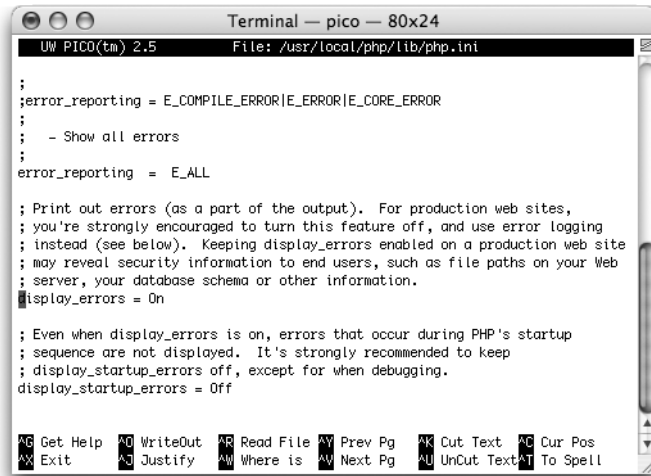 Terminal — pico — 80x24
UW PICO(tm) 2.5 File: /usr/local/php/lib/php.ini
;
;error_reporting = E_COMPILE_ERROR|E_ERROR|E_CORE_ERROR
;
; - Show all errors
;
error_reporting = E_ALL
; Print out errors (as a part of the output). For production web sites,
; you're strongly encouraged to turn this feature off, and use error logging
; instead (see below). Keeping display_errors enabled on a production web site
; may reveal security information to end users, such as file paths on your Web
; server, your database schema or other information.
display_errors = On
; Even when display_errors is on, errors that occur during PHP's startup
; sequence are not displayed. It's strongly recommended to keep
; display_startup_errors off, except for when debugging.
display_startup_errors = Off
^G Get Help ^O WriteOut ^R Read File ^Y Prev Pg ^K Cut Text ^C Cur Pos
^X Exit ^J Justify ^W Where is ^V Next Pg ^U UnCut Text ^T To Spell